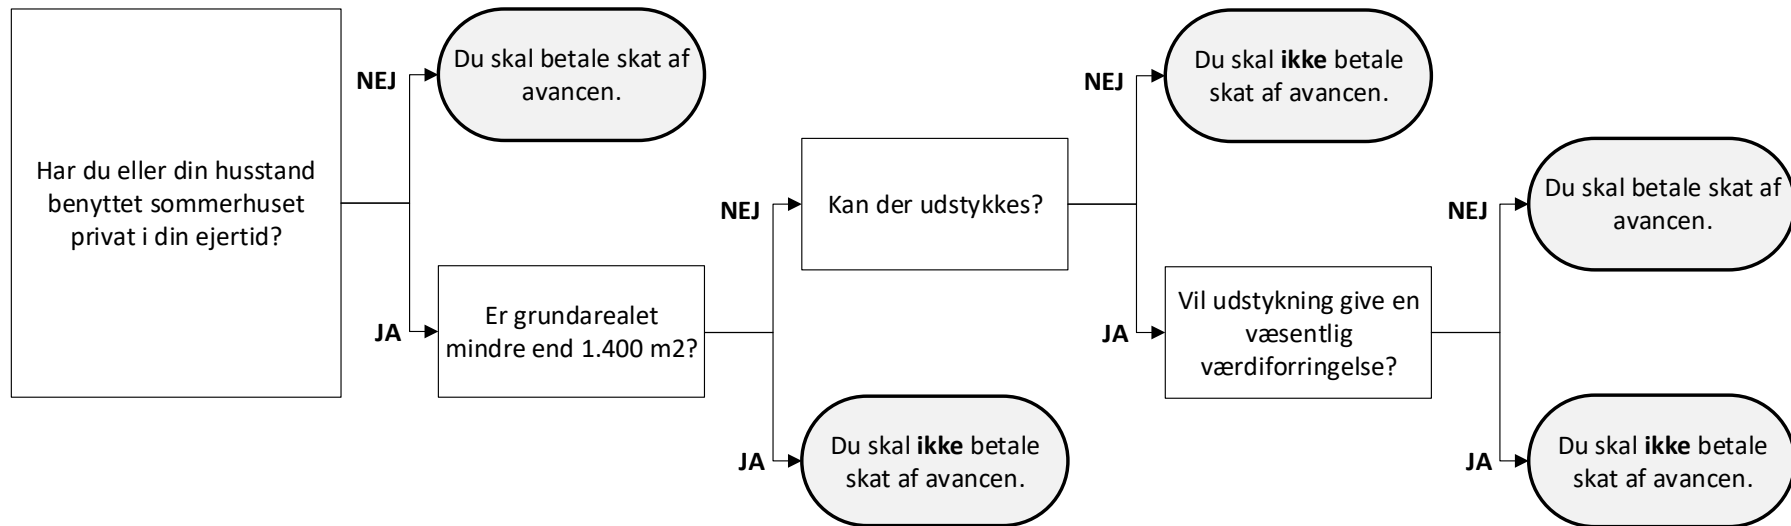 Har du eller din husstand
benyttet sommerhuset
privat i din ejertid?
NEJ
Du skal betale skat af
avancen.
JA
Er grundarealet
mindre end 1.400 m2?
NEJ
Kan der udstykkes?
JA
Du skal ikke betale
skat af avancen.
NEJ
Du skal ikke betale
skat af avancen.
JA
Vil udstykning give en
væsentlig
værdiforringelse?
NEJ
Du skal betale skat af
avancen.
JA
Du skal ikke betale
skat af avancen.